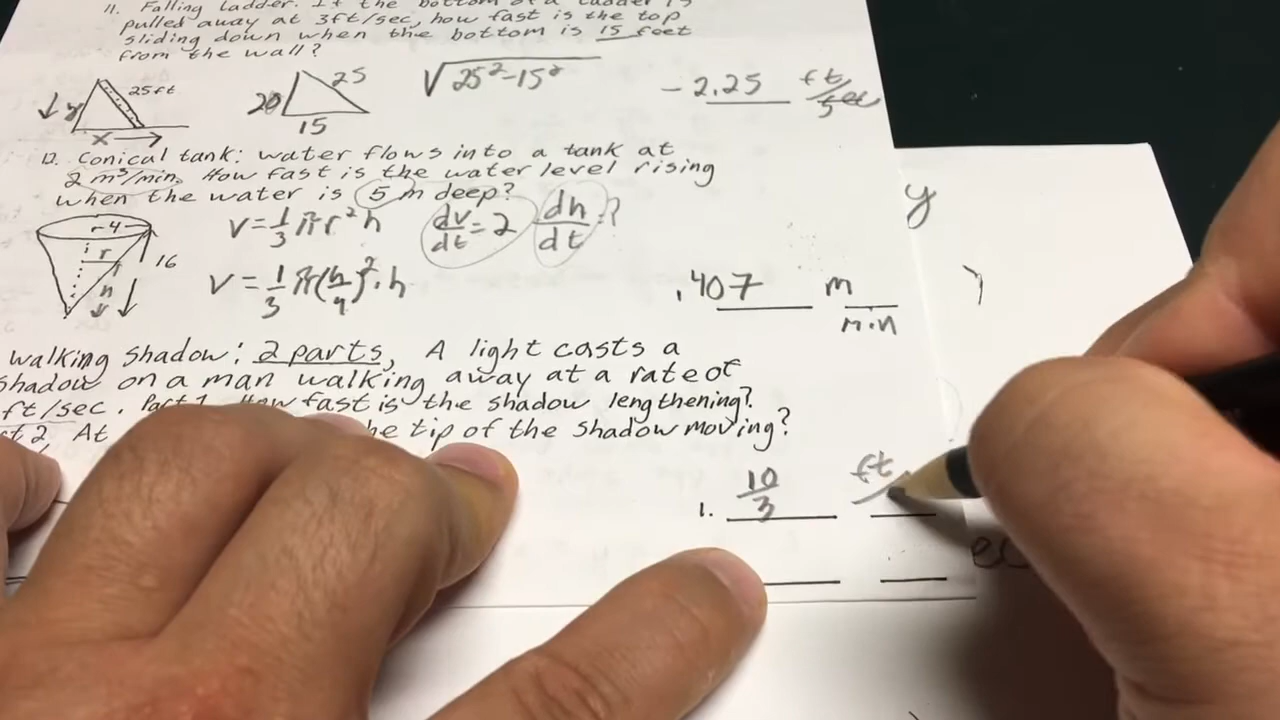 11. Falling ladder. If the bottom of a ladder is
pulled away at 3ft/sec, how fast is the top
sliding down when the bottom is 15 feet
from the wall?
↓ y 25ft
x →
20 25
15
√25²-15²
-2.25 ft/sec
12. Conical tank: water flows into a tank at
2 m³/min. How fast is the water level rising
when the water is 5 m deep?
r 4
r
h
16
V=1/3 πr²h dv/dt=2 dh/dt=?
V=1/3 π(h/4)²·h
.407 m/min
y
walking shadow: 2 parts, A light casts a
shadow on a man walking away at a rate of
ft/sec. Part 1 How fast is the shadow lengthening?
At he tip of the shadow moving?
1. 10/3 ft/